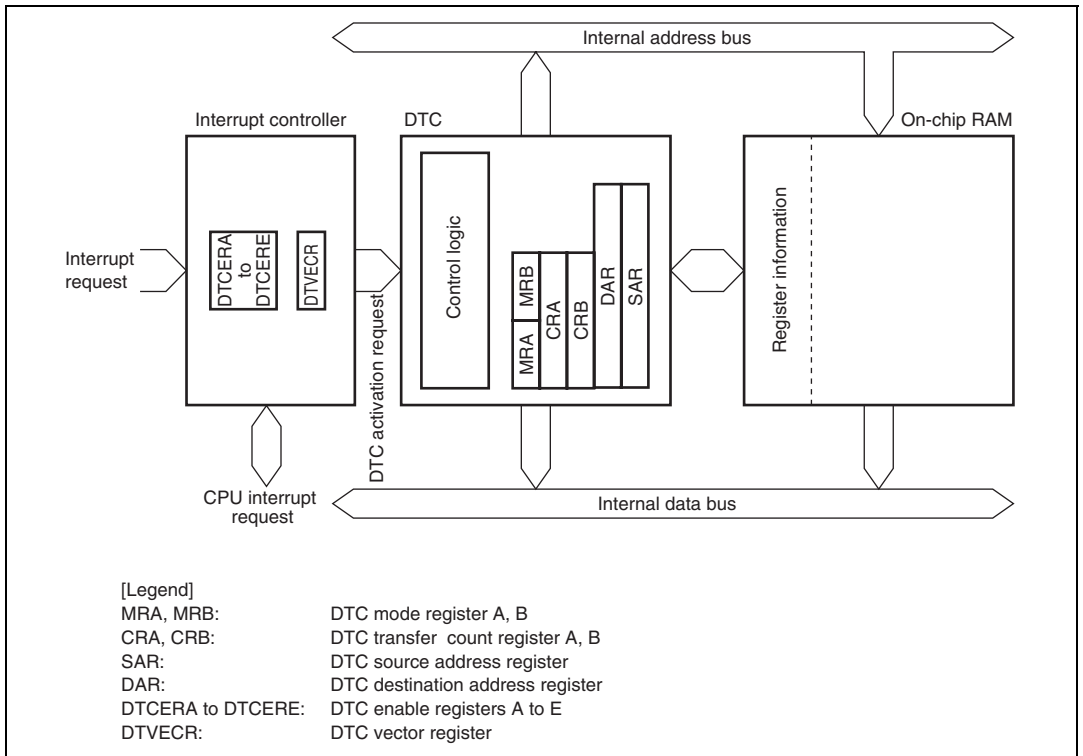 Internal address bus
Interrupt controller
DTC
On-chip RAM
Interrupt
request
DTCERA
to
DTCERE
DTVECR
DTC activation request
Control logic
MRA
MRB
CRA
CRB
DAR
SAR
Register information
CPU interrupt
request
Internal data bus
[Legend]
MRA, MRB: DTC mode register A, B
CRA, CRB: DTC transfer count register A, B
SAR: DTC source address register
DAR: DTC destination address register
DTCERA to DTCERE: DTC enable registers A to E
DTVECR: DTC vector register